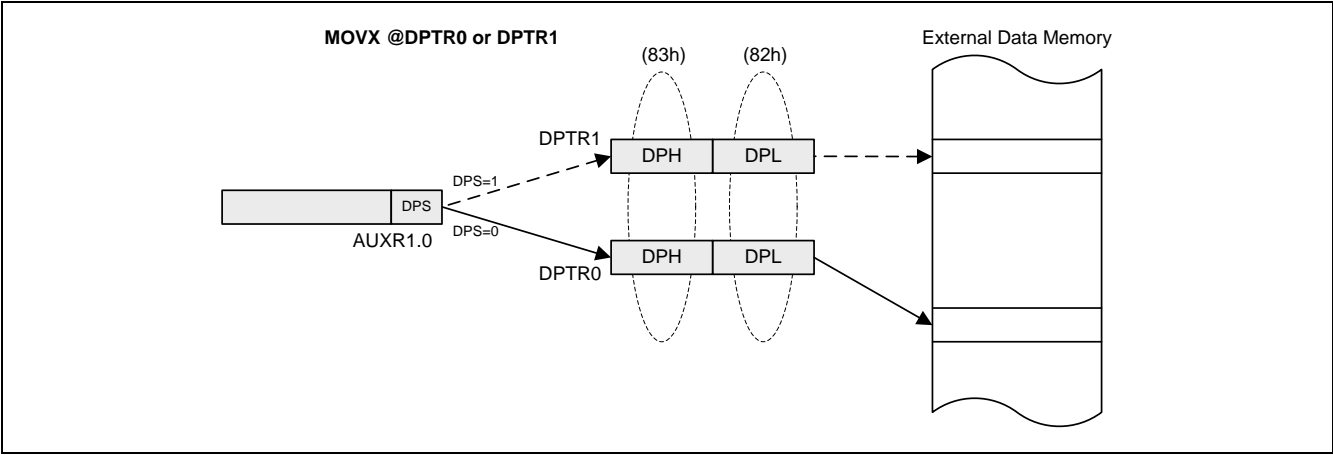 MOVX @DPTR0 or DPTR1
External Data Memory
(83h)
(82h)
DPTR1
DPH
DPL
DPS=1
DPS
DPS=0
AUXR1.0
DPH
DPL
DPTR0